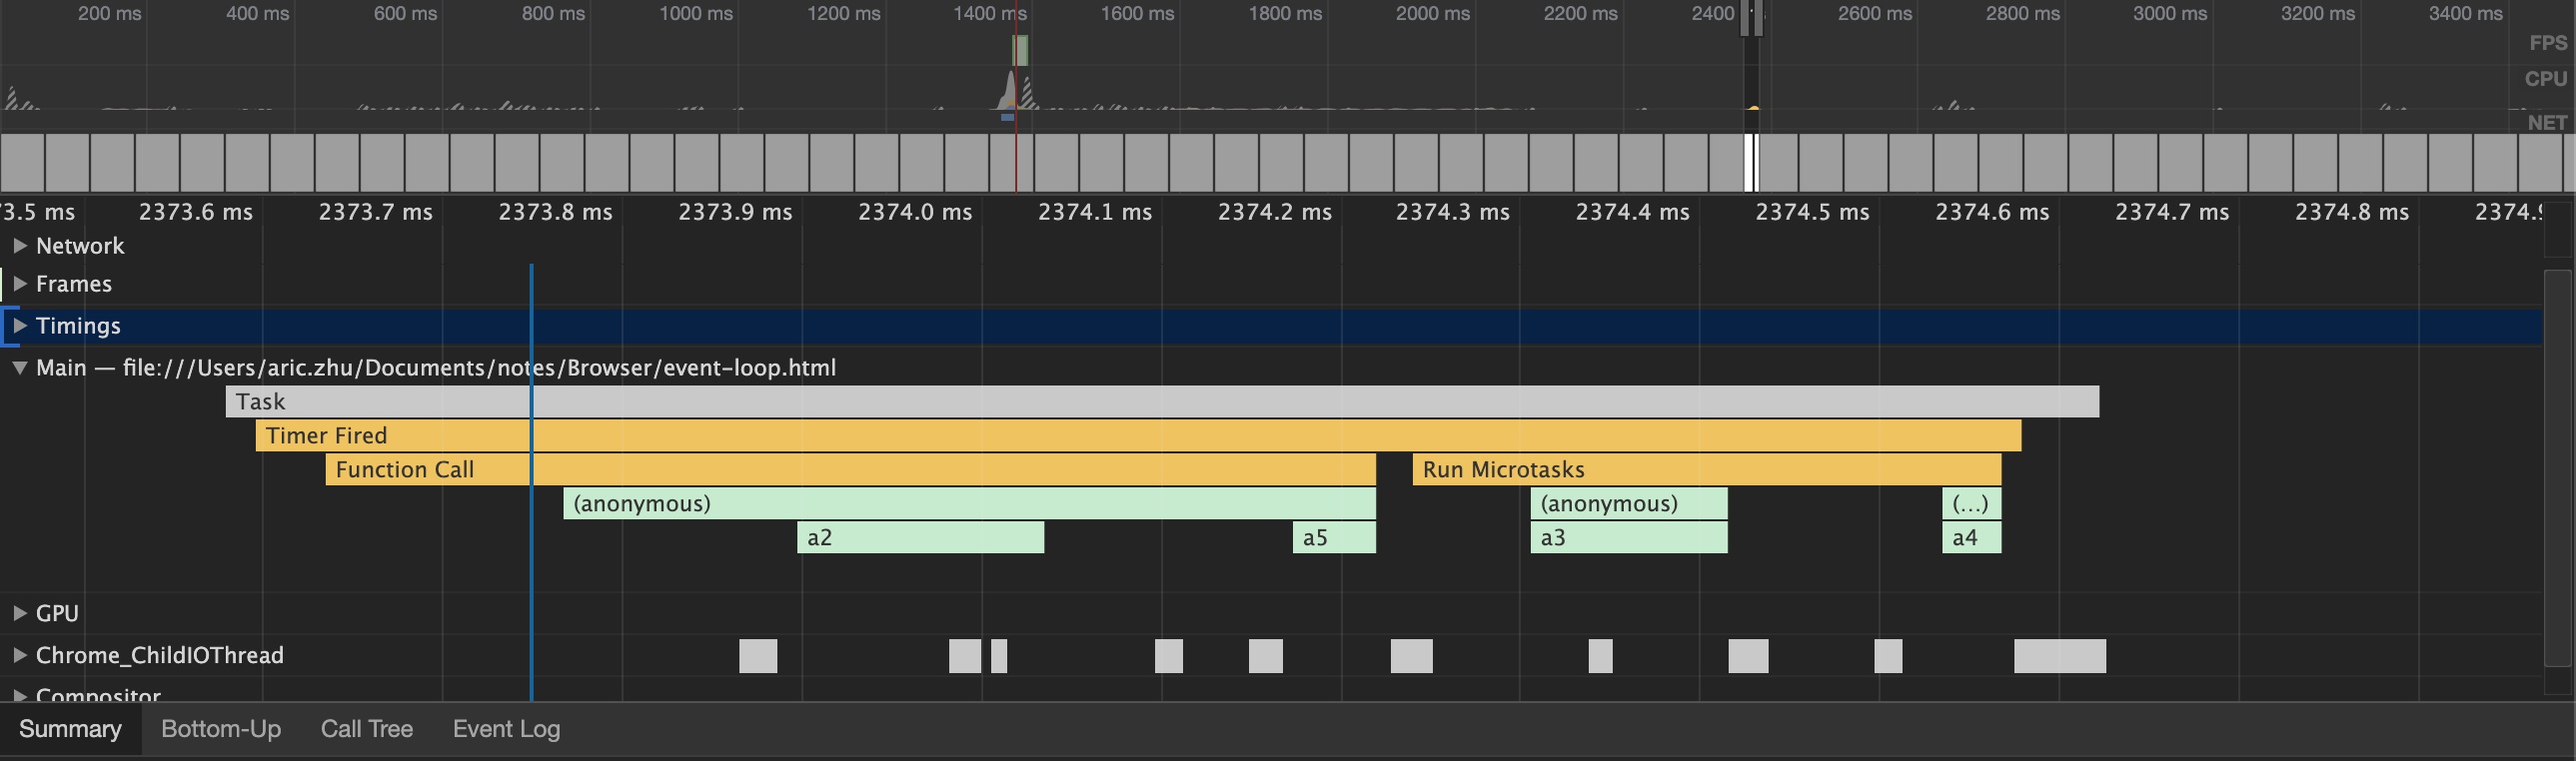 200 ms 400 ms 600 ms 800 ms 1000 ms 1200 ms 1400 ms 1600 ms 1800 ms 2000 ms 2200 ms 2400 2600 ms 2800 ms 3000 ms 3200 ms 3400 ms
FPS
CPU
NET
73.5 ms 2373.6 ms 2373.7 ms 2373.8 ms 2373.9 ms 2374.0 ms 2374.1 ms 2374.2 ms 2374.3 ms 2374.4 ms 2374.5 ms 2374.6 ms 2374.7 ms 2374.8 ms 2374.9
Network
Frames
Timings
Main — file:///Users/aric.zhu/Documents/notes/Browser/event-loop.html
Task
Timer Fired
Function Call Run Microtasks
(anonymous) (anonymous) (...)
a2 a5 a3 a4
GPU
Chrome_ChildIOThread
Compositor
Summary Bottom-Up Call Tree Event Log